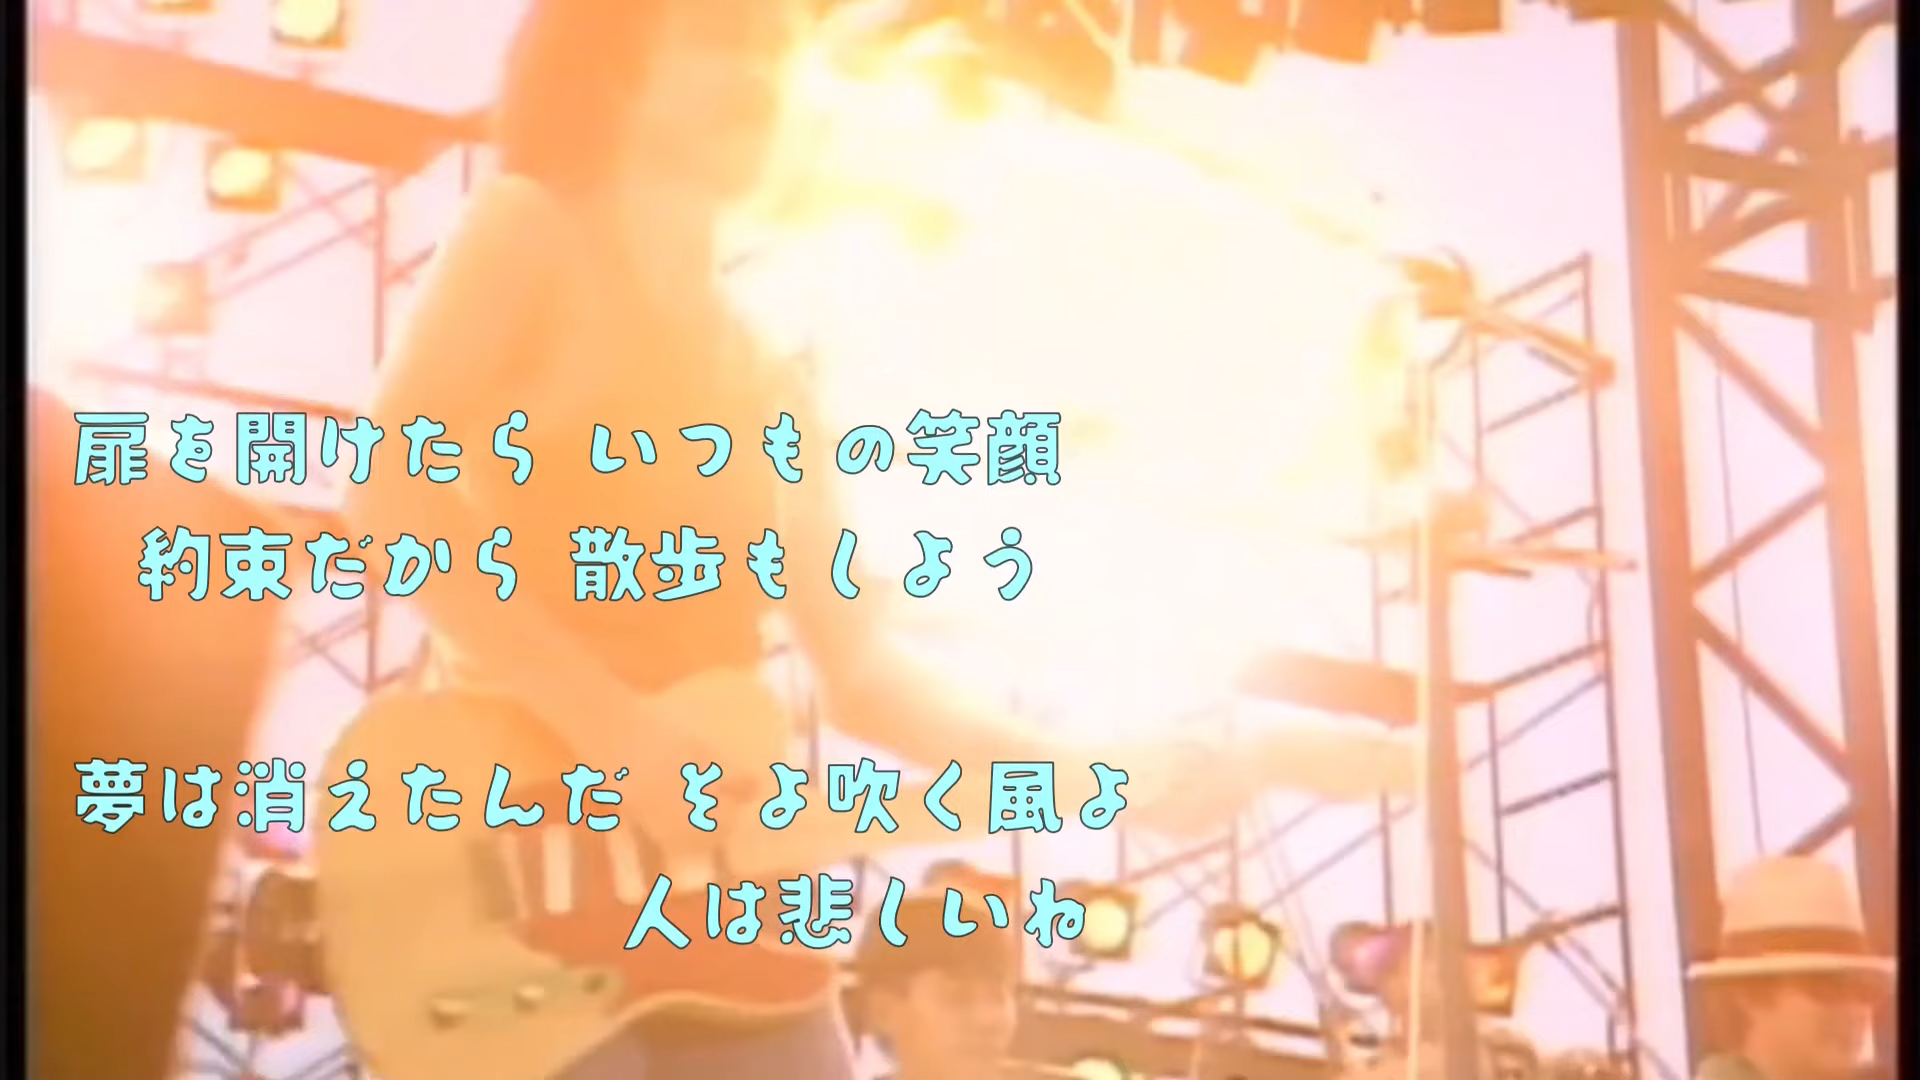 扉を開けたら いつもの笑顔
約束だから 散歩もしよう
夢は消えたんだ そよ吹く風よ
人は悲しいね